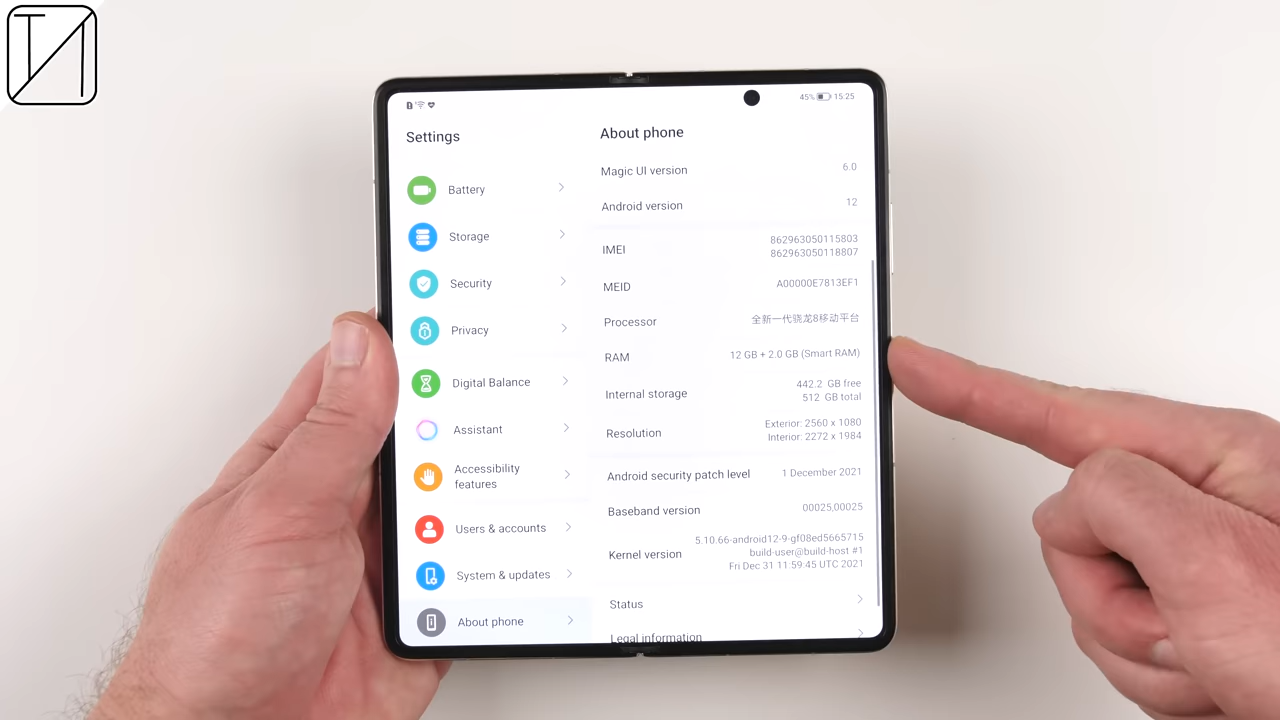 TN
45% 15:25
Settings
Battery
Storage
Security
Privacy
Digital Balance
Assistant
Accessibility
features
Users & accounts
System & updates
About phone
About phone
Magic UI version 6.0
Android version 12
IMEI 862963050115803
862963050118807
MEID A00000E7813EF1
Processor 全新一代骁龙8移动平台
RAM 12 GB + 2.0 GB (Smart RAM)
Internal storage 442.2 GB free
512 GB total
Resolution Exterior: 2560 x 1080
Interior: 2272 x 1984
Android security patch level 1 December 2021
Baseband version 00025,00025
Kernel version 5.10.66-android12-9-gf08ed5665715
build-user@build-host #1
Fri Dec 31 11:59:45 UTC 2021
Status
Legal information